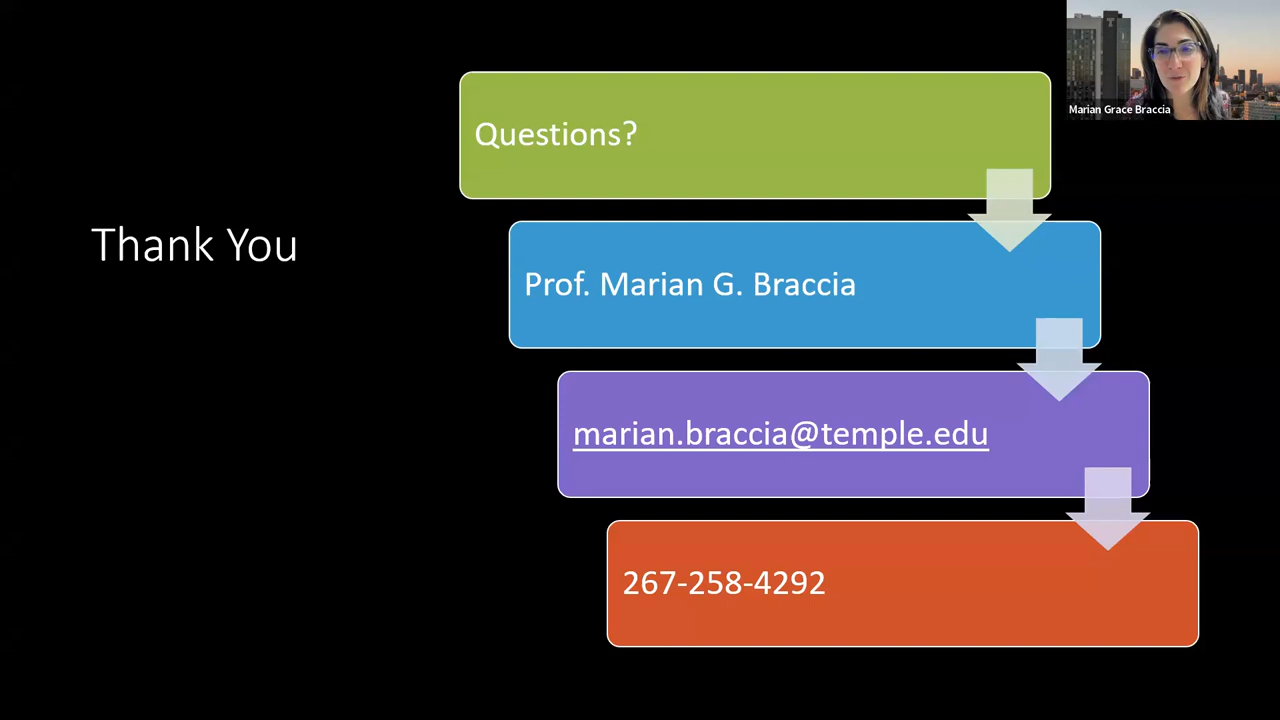 Thank You
Questions?
Prof. Marian G. Braccia
marian.braccia@temple.edu
267-258-4292
Marian Grace Braccia